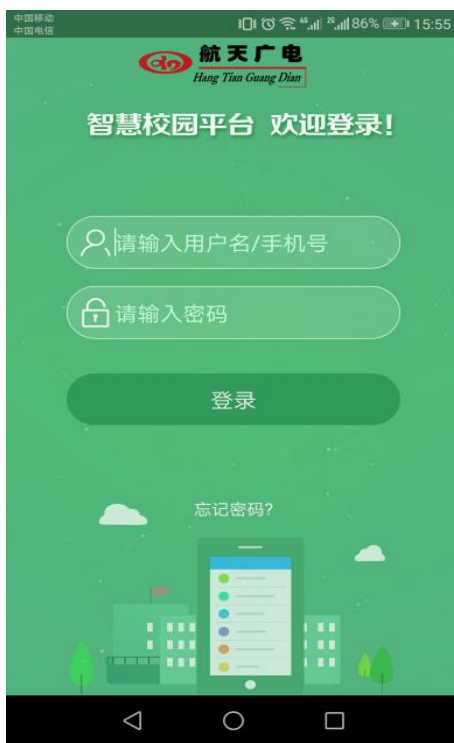 中国移动
中国电信
4G 2G 86% 15:55
航天广电
Hang Tian Guang Dian
智慧校园平台 欢迎登录!
请输入用户名/手机号
请输入密码
登录
忘记密码?